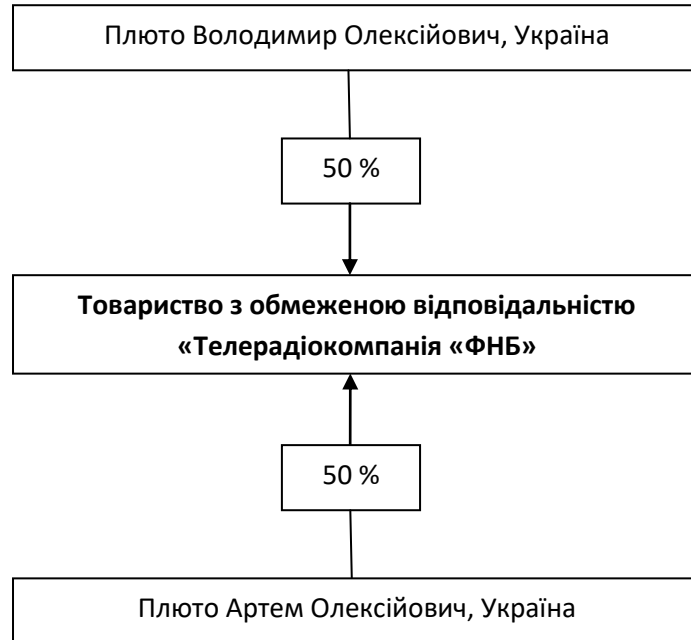 Плюто Володимир Олексійович, Україна
50 %
Товариство з обмеженою відповідальністю
«Телерадіокомпанія «ФНБ»
50 %
Плюто Артем Олексійович, Україна